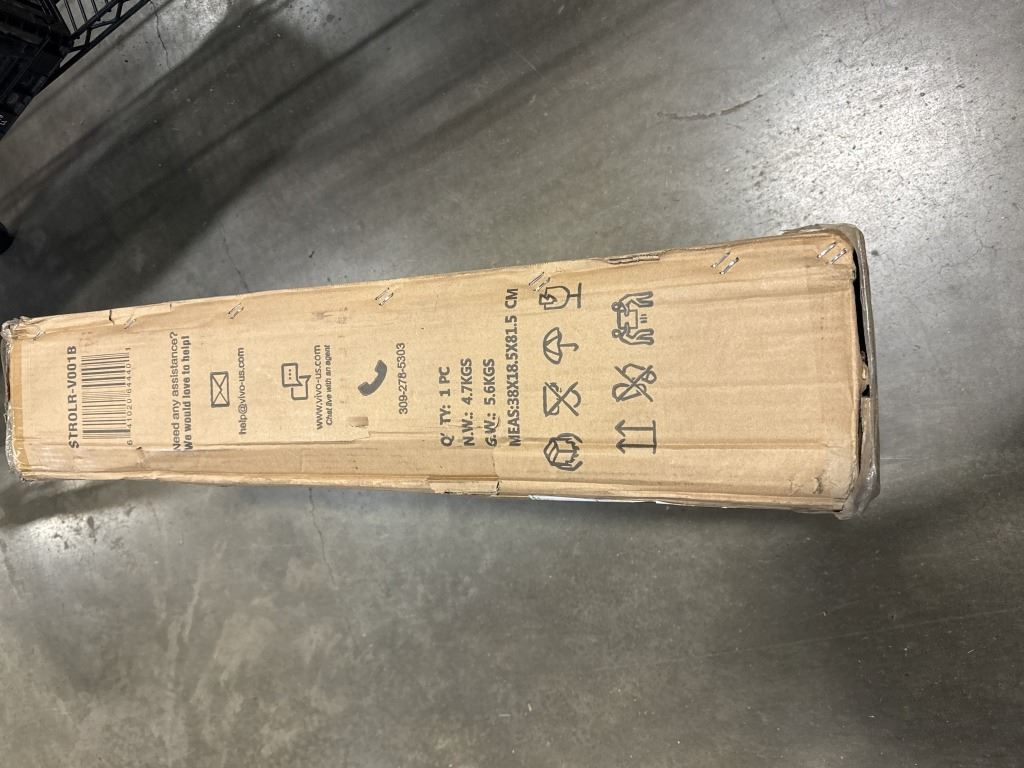 STROLR-V001B
Need any assistance?
We would love to help!
help@vivo-us.com
www.vivo-us.com
Chat live with an agent
309-278-5303
Q' TY: 1 PC
N.W.: 4.7KGS
G.W.: 5.6KGS
MEAS:38X18.5X81.5 CM